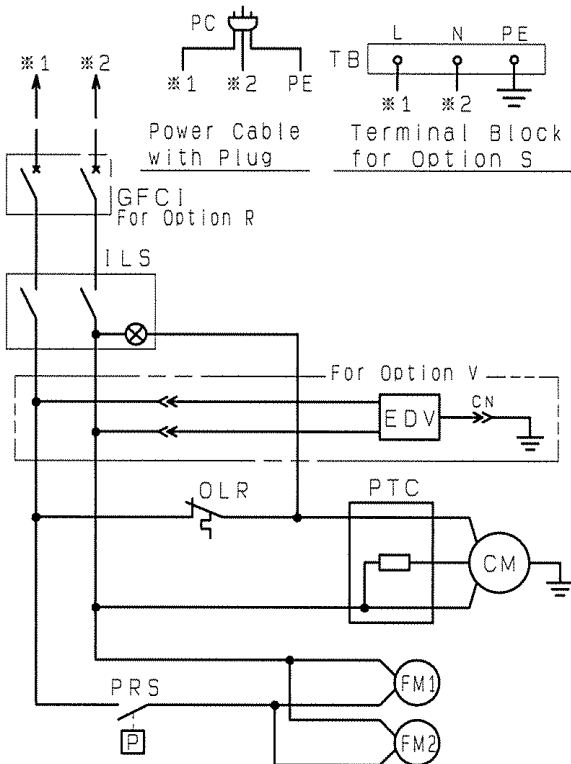 PC
※1 ※2 PE
Power Cable
with Plug
L N PE
TB
※1 ※2
Terminal Block
for Option S
※1 ※2
GFCI
For Option R
ILS
For Option V
EDV
CN
OLR
PTC
CM
PRS
P
FM1
FM2